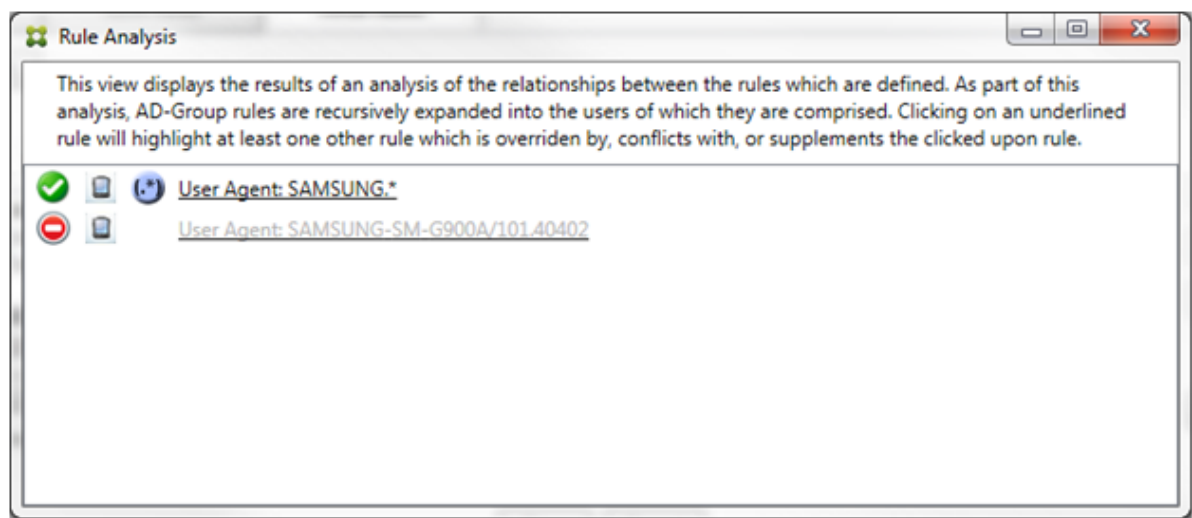 Rule Analysis
This view displays the results of an analysis of the relationships between the rules which are defined. As part of this
analysis, AD-Group rules are recursively expanded into the users of which they are comprised. Clicking on an underlined
rule will highlight at least one other rule which is overriden by, conflicts with, or supplements the clicked upon rule.
(.*) User Agent: SAMSUNG.*
User Agent: SAMSUNG-SM-G900A/101.40402